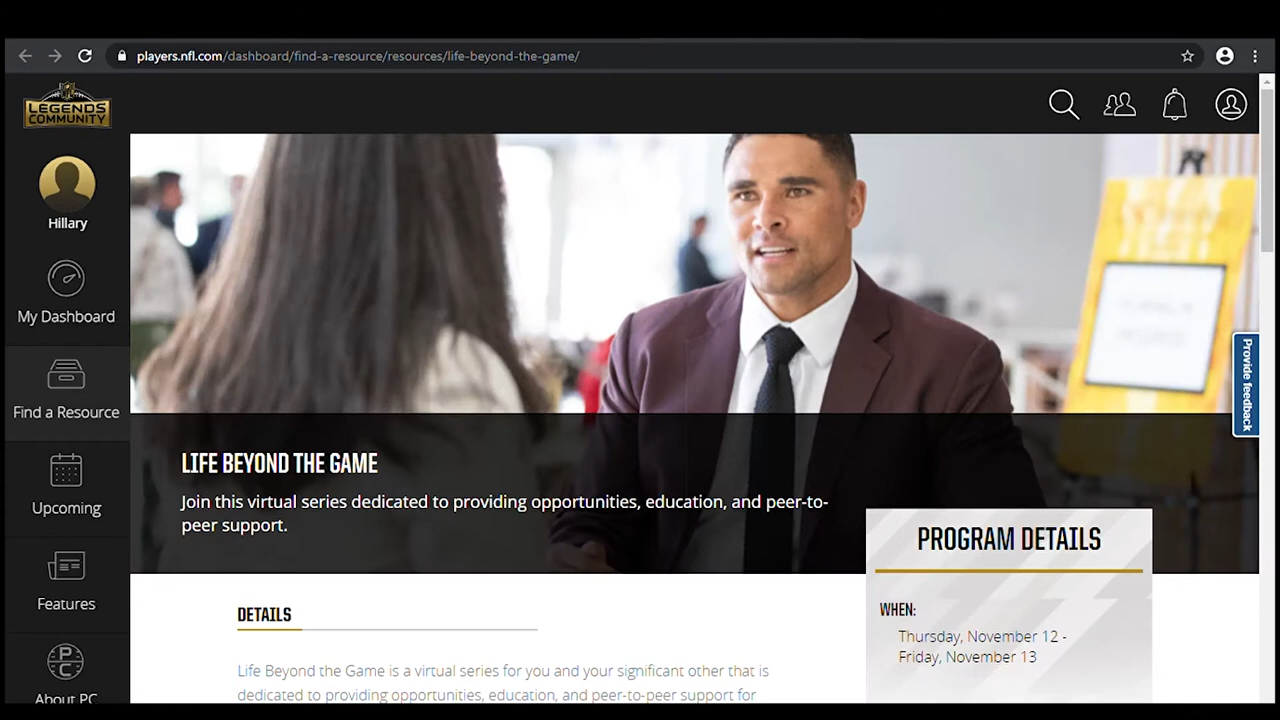 players.nfl.com/dashboard/find-a-resource/resources/life-beyond-the-game/
LEGENDS
COMMUNITY
Hillary
My Dashboard
Find a Resource
Upcoming
Features
PC
About PC
Provide feedback
LIFE BEYOND THE GAME
Join this virtual series dedicated to providing opportunities, education, and peer-to-
peer support.
DETAILS
Life Beyond the Game is a virtual series for you and your significant other that is
dedicated to providing opportunities, education, and peer-to-peer support for
PROGRAM DETAILS
WHEN:
Thursday, November 12 -
Friday, November 13